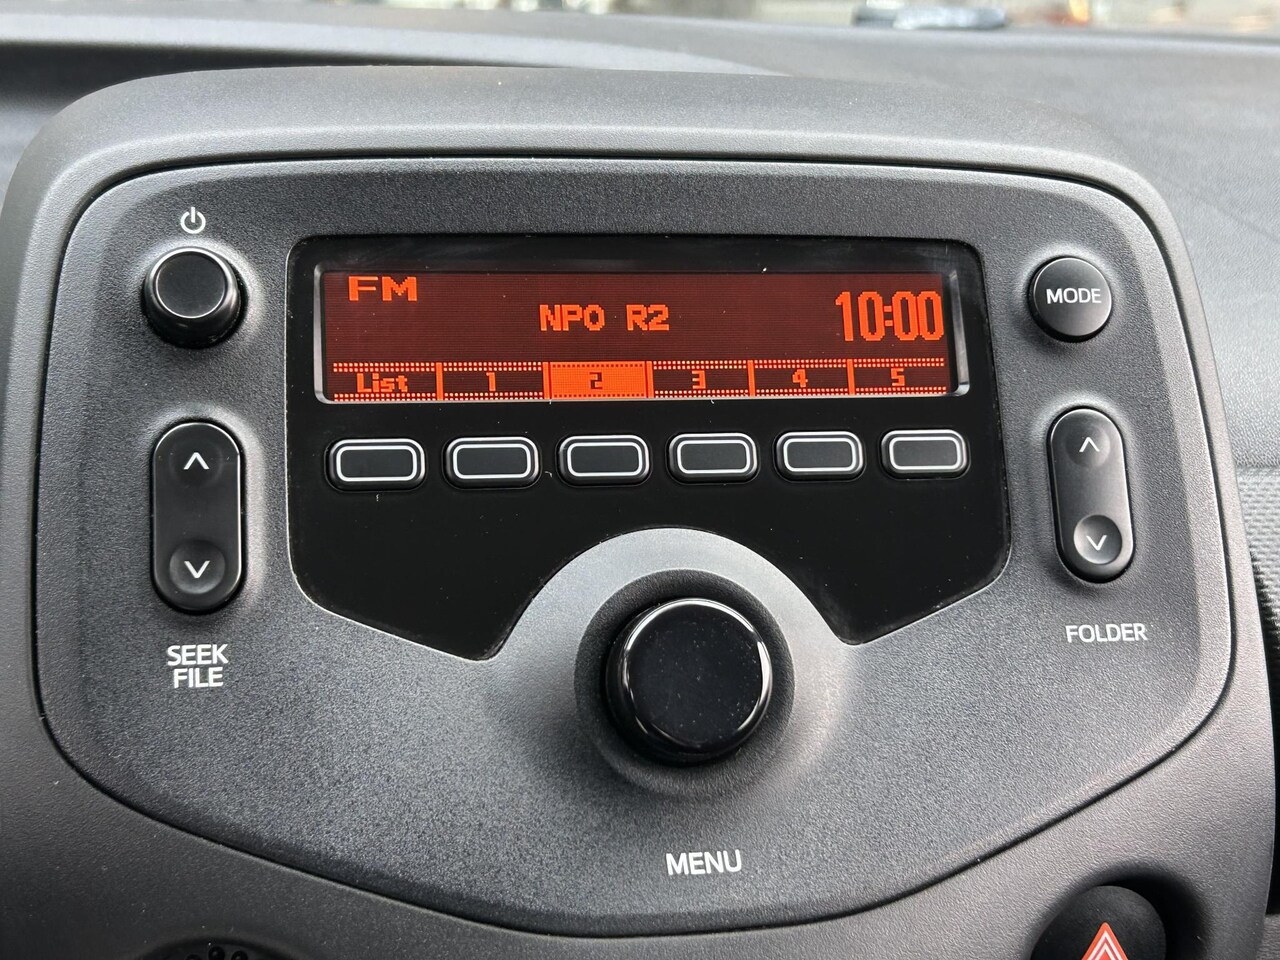 FM
NPO R2
10:00
List 1 2 3 4 5
MODE
SEEK
FILE
FOLDER
MENU